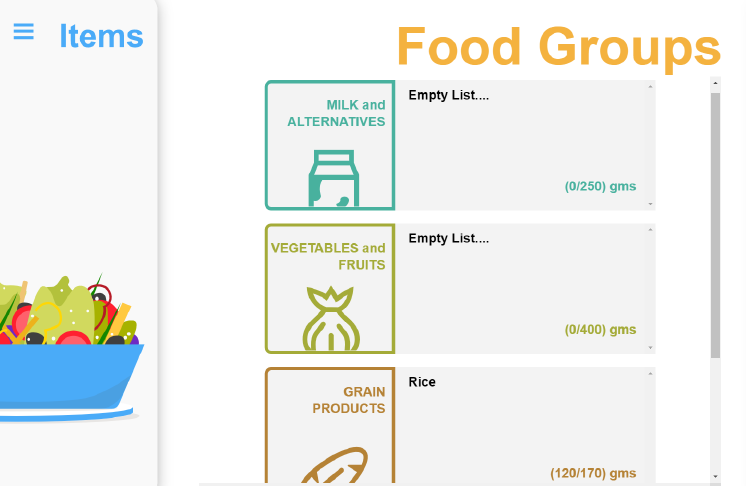 Items
Food Groups
MILK and
ALTERNATIVES
Empty List....
(0/250) gms
VEGETABLES and
FRUITS
Empty List....
(0/400) gms
GRAIN
PRODUCTS
Rice
(120/170) gms